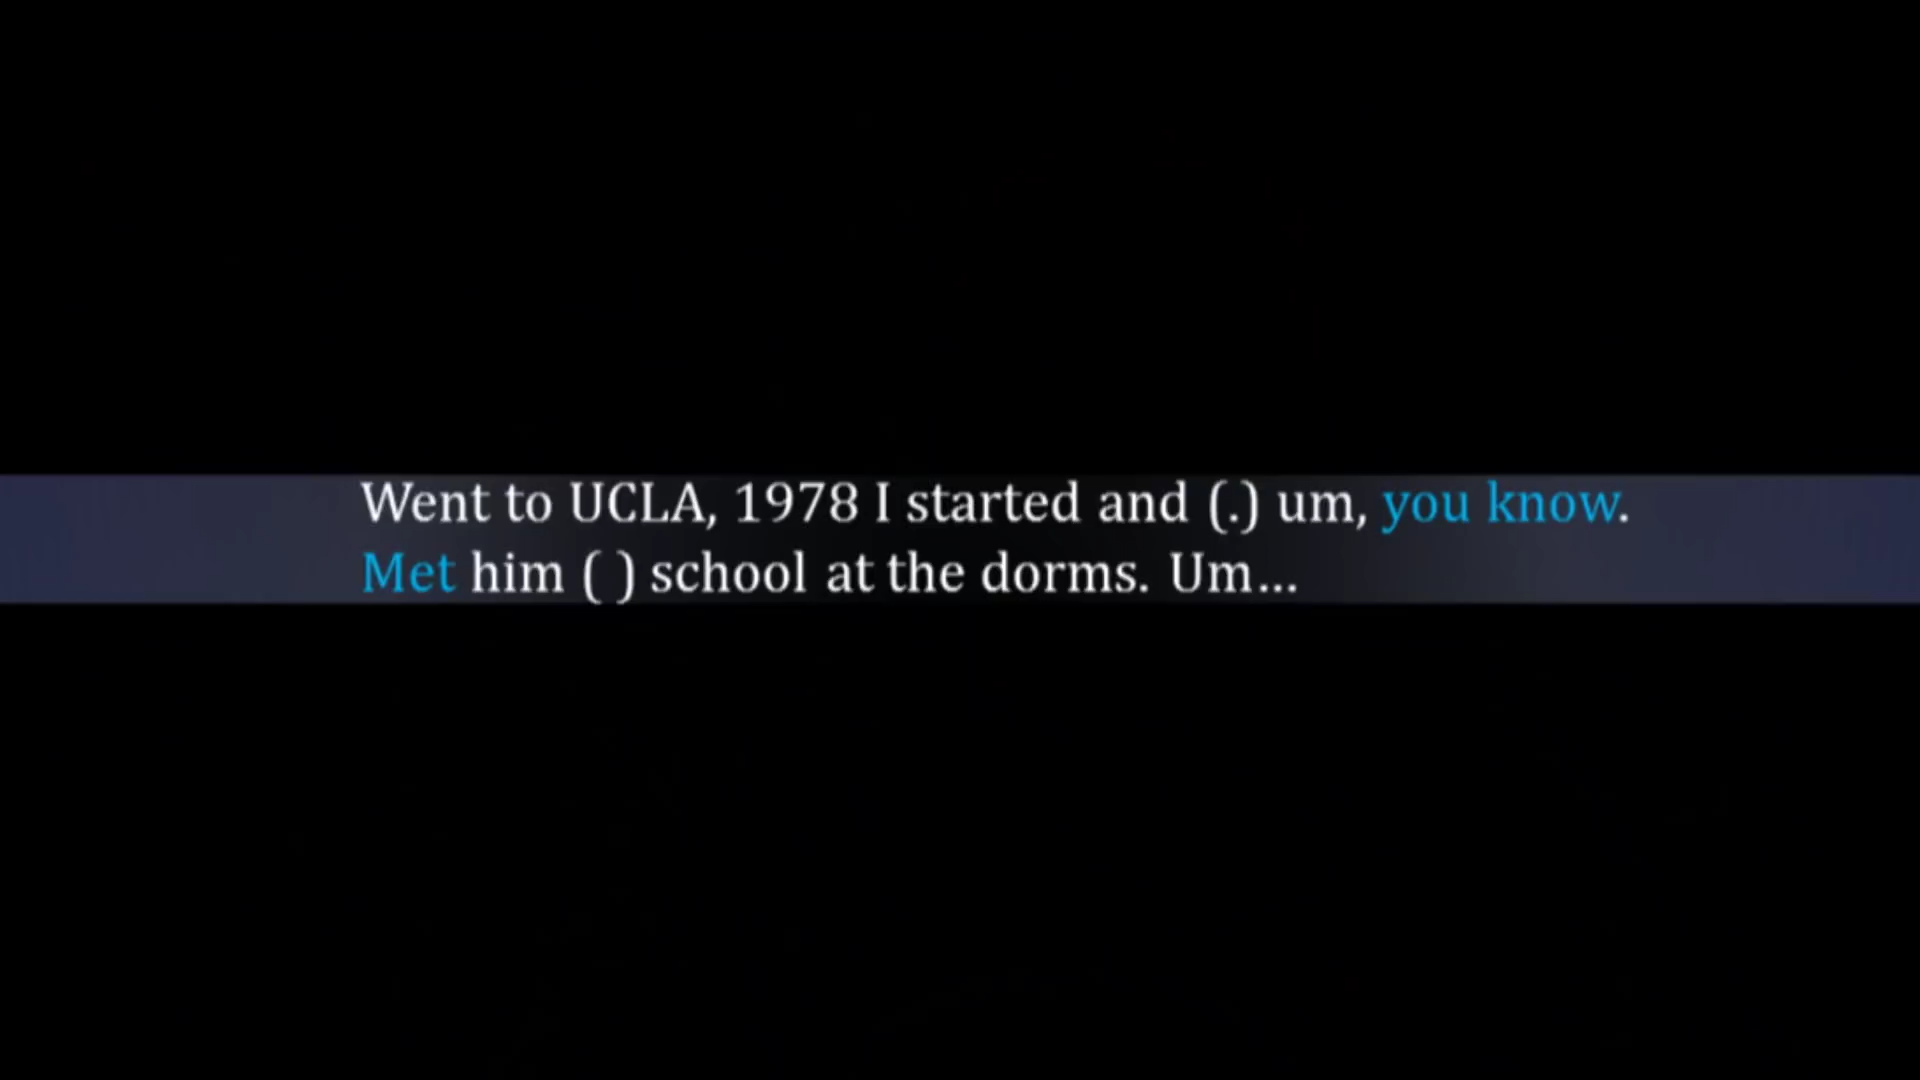 Went to UCLA, 1978 I started and (.) um, you know.
Met him ( ) school at the dorms. Um...